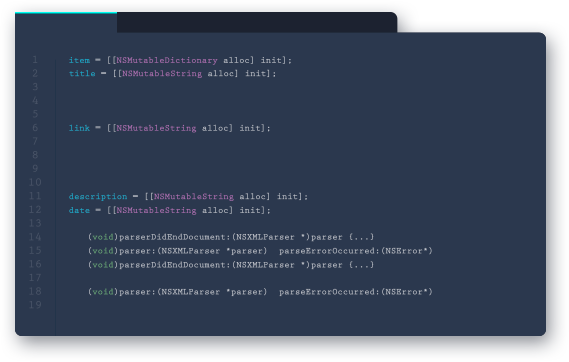 1 item = [[NSMutableDictionary alloc] init];
2 title = [[NSMutableString alloc] init];
3
4
5
6 link = [[NSMutableString alloc] init];
7
8
9
10
11 description = [[NSMutableString alloc] init];
12 date = [[NSMutableString alloc] init];
13
14 (void)parserDidEndDocument:(NSXMLParser *)parser {...}
15 (void)parser:(NSXMLParser *parser) parseErrorOccurred:(NSError*)
16 (void)parserDidEndDocument:(NSXMLParser *)parser {...}
18 (void)parser:(NSXMLParser *parser) parseErrorOccurred:(NSError*)
19